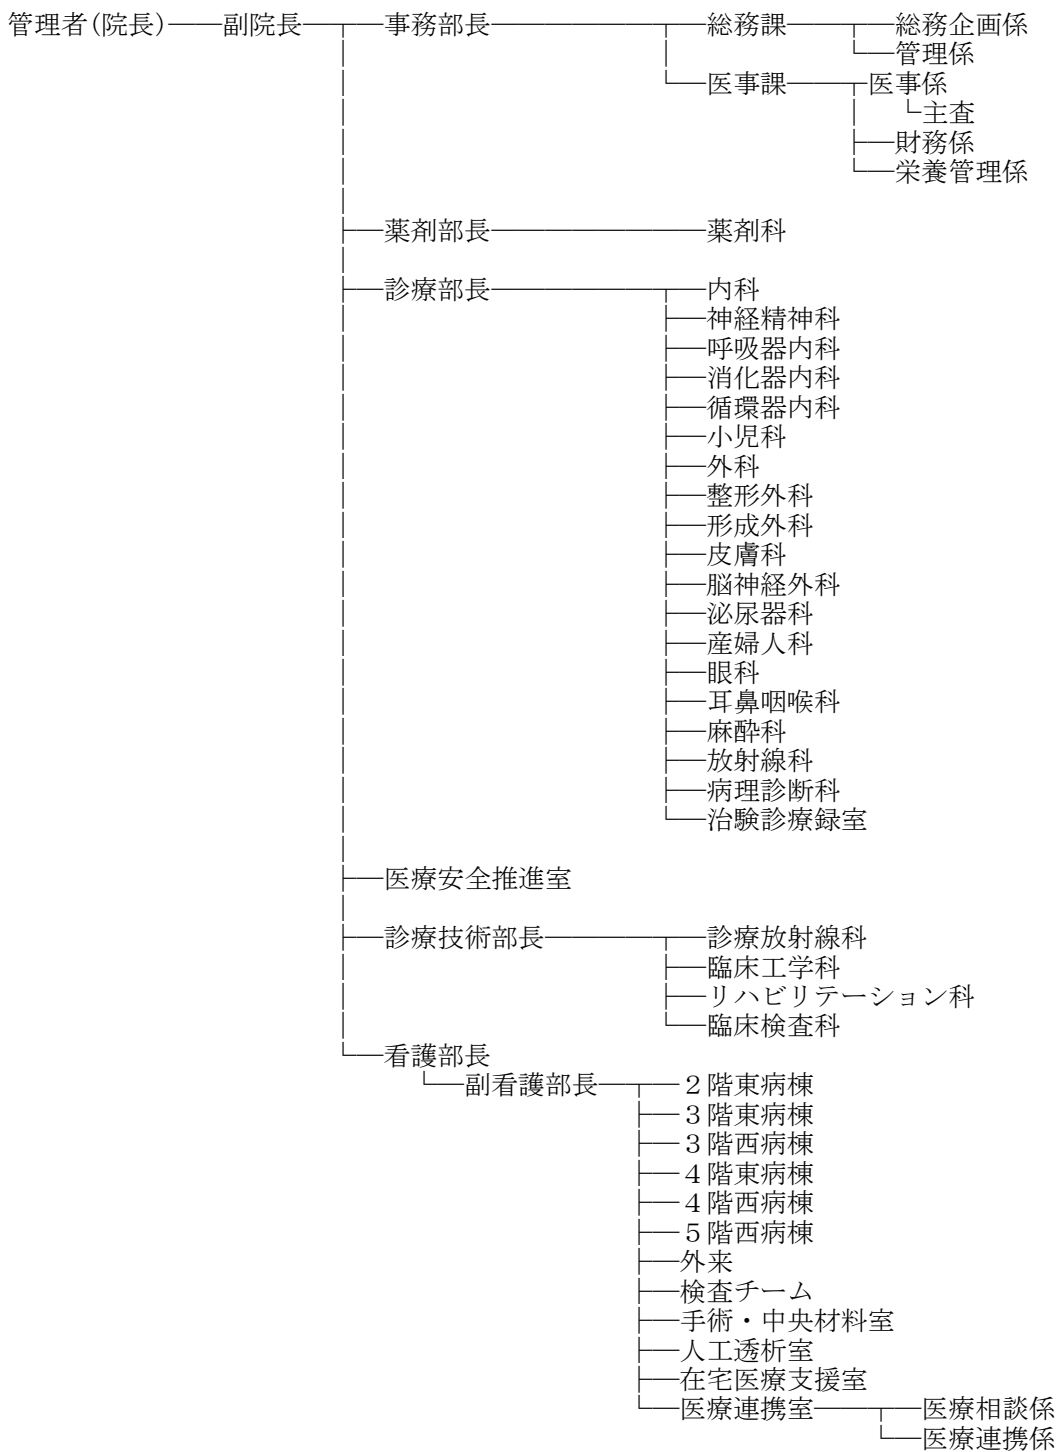 管理者(院長) 副院長 事務部長 総務課 総務企画係
管理係
医事課 医事係
主査
財務係
栄養管理係
薬剤部長 薬剤科
診療部長 内科
神経精神科
呼吸器内科
消化器内科
循環器内科
小児科
外科
整形外科
形成外科
皮膚科
脳神経外科
泌尿器科
産婦人科
眼科
耳鼻咽喉科
麻酔科
放射線科
病理診断科
治験診療録室
医療安全推進室
診療技術部長 診療放射線科
臨床工学科
リハビリテーション科
臨床検査科
看護部長
副看護部長 2階東病棟
3階東病棟
3階西病棟
4階東病棟
4階西病棟
5階西病棟
外来
検査チーム
手術・中央材料室
人工透析室
在宅医療支援室
医療連携室 医療相談係
医療連携係